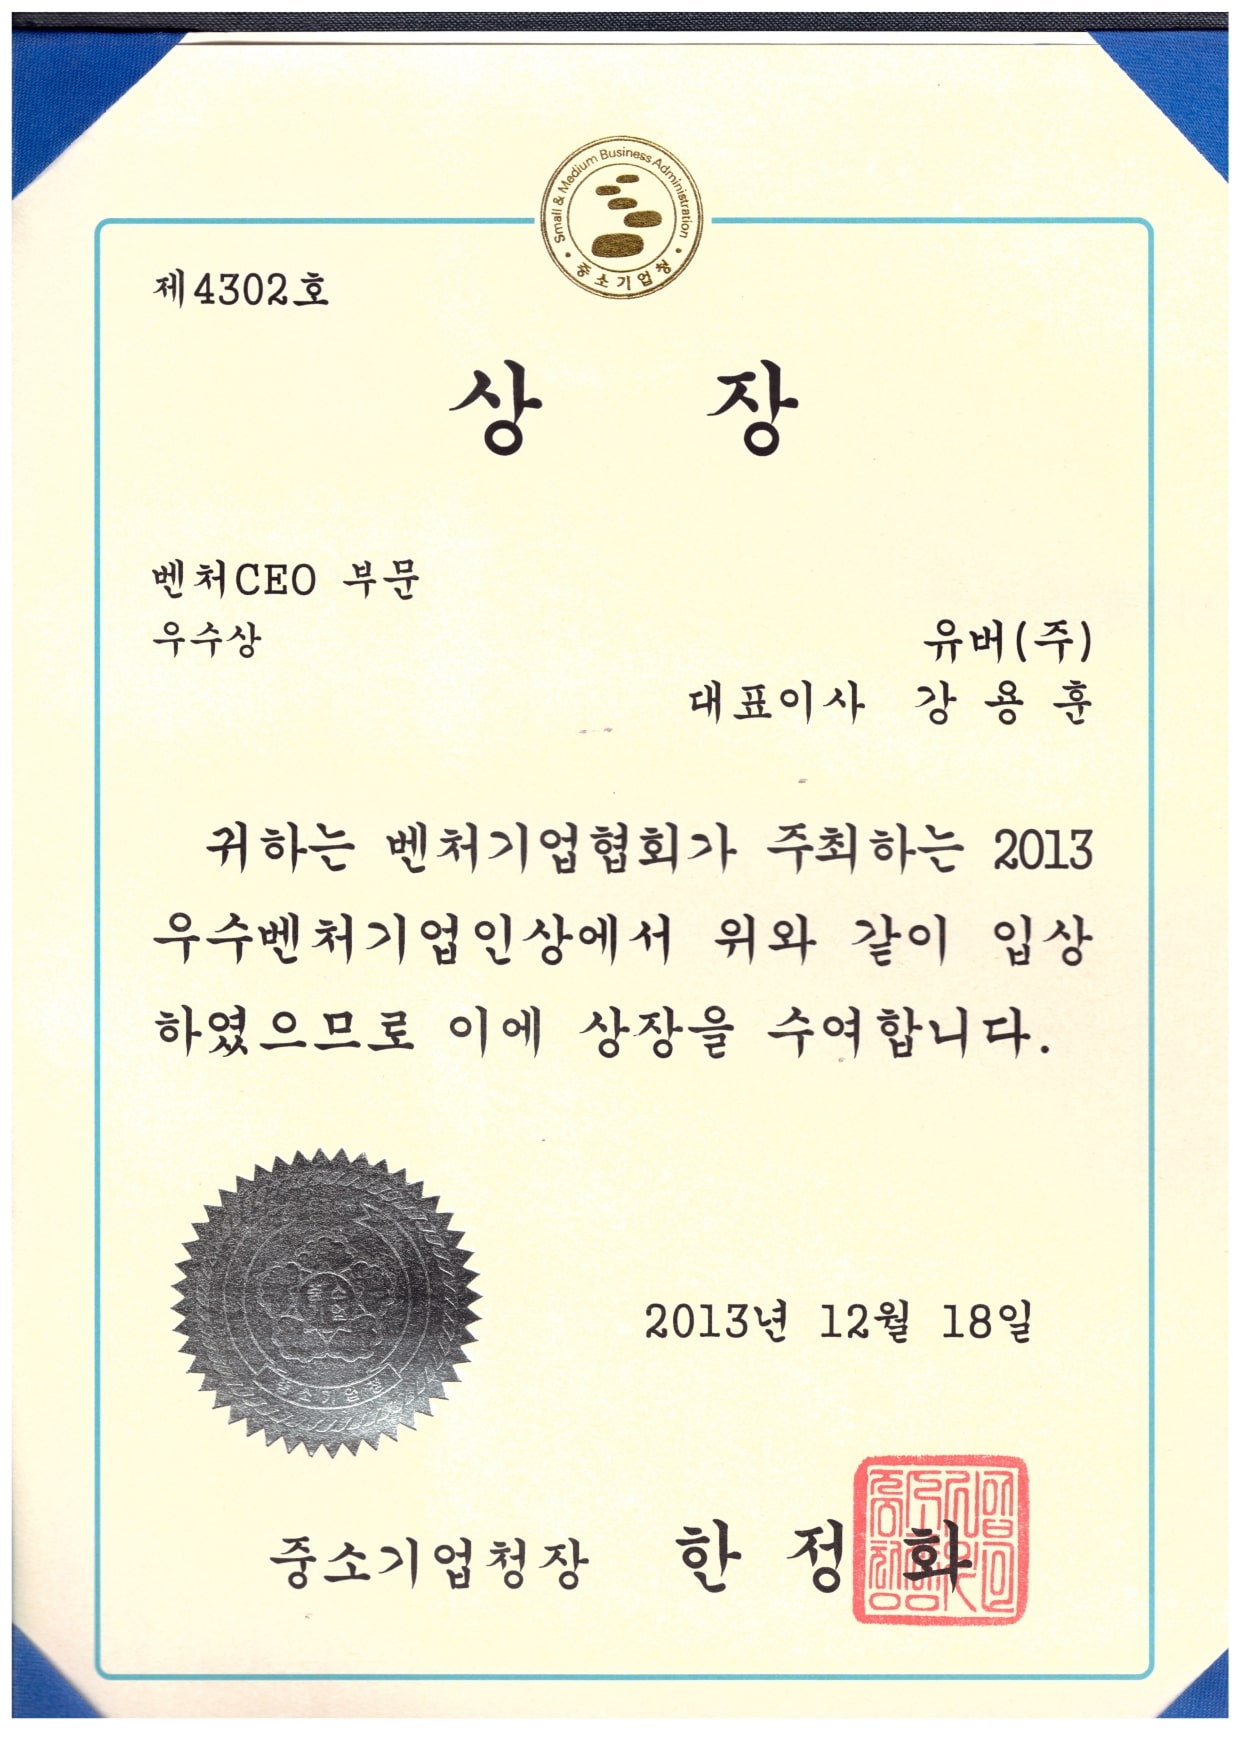 Small & Medium Business Administration
중소기업청
제4302호
상 장
벤처CEO 부문
우수상
유버(주)
대표이사 강 용 훈
귀하는 벤처기업협회가 주최하는 2013
우수벤처기업인상에서 위와 같이 입상
하였으므로 이에 상장을 수여합니다.
중소기업청
2013년 12월 18일
중소기업청장 한 정 화